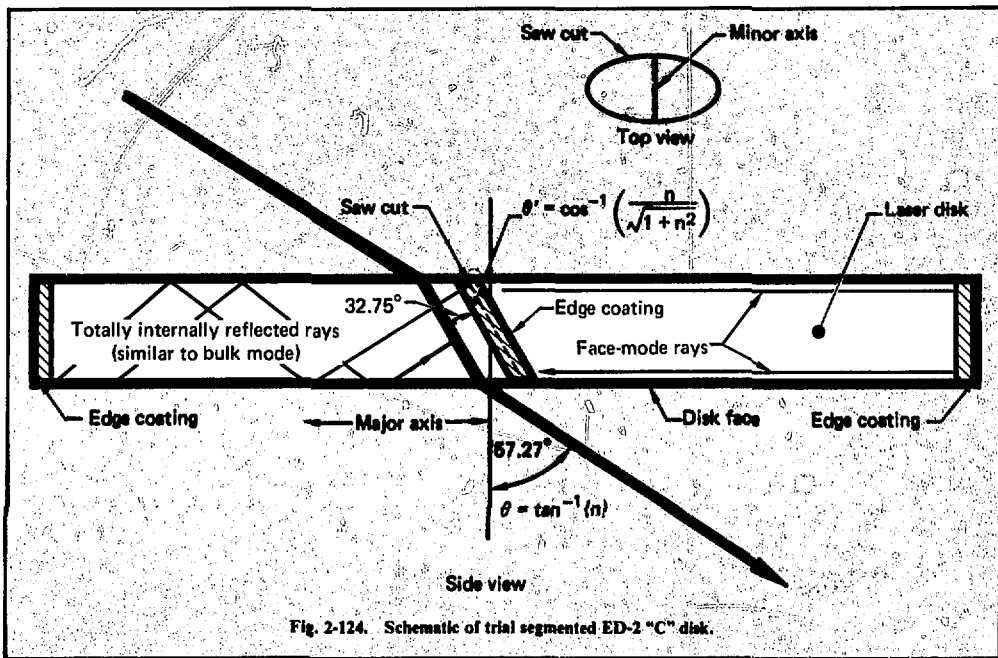 Saw cut
Minor axis
Top view
Saw cut
θ′ = cos⁻¹ (n / √1 + n²)
Laser disk
32.75°
Edge coating
Totally internally reflected rays
(similar to bulk mode)
Face-mode rays
Edge coating
Major axis
Disk face
Edge coating
57.27°
θ = tan⁻¹ (n)
Side view
Fig. 2-124. Schematic of trial segmented ED-2 "C" disk.